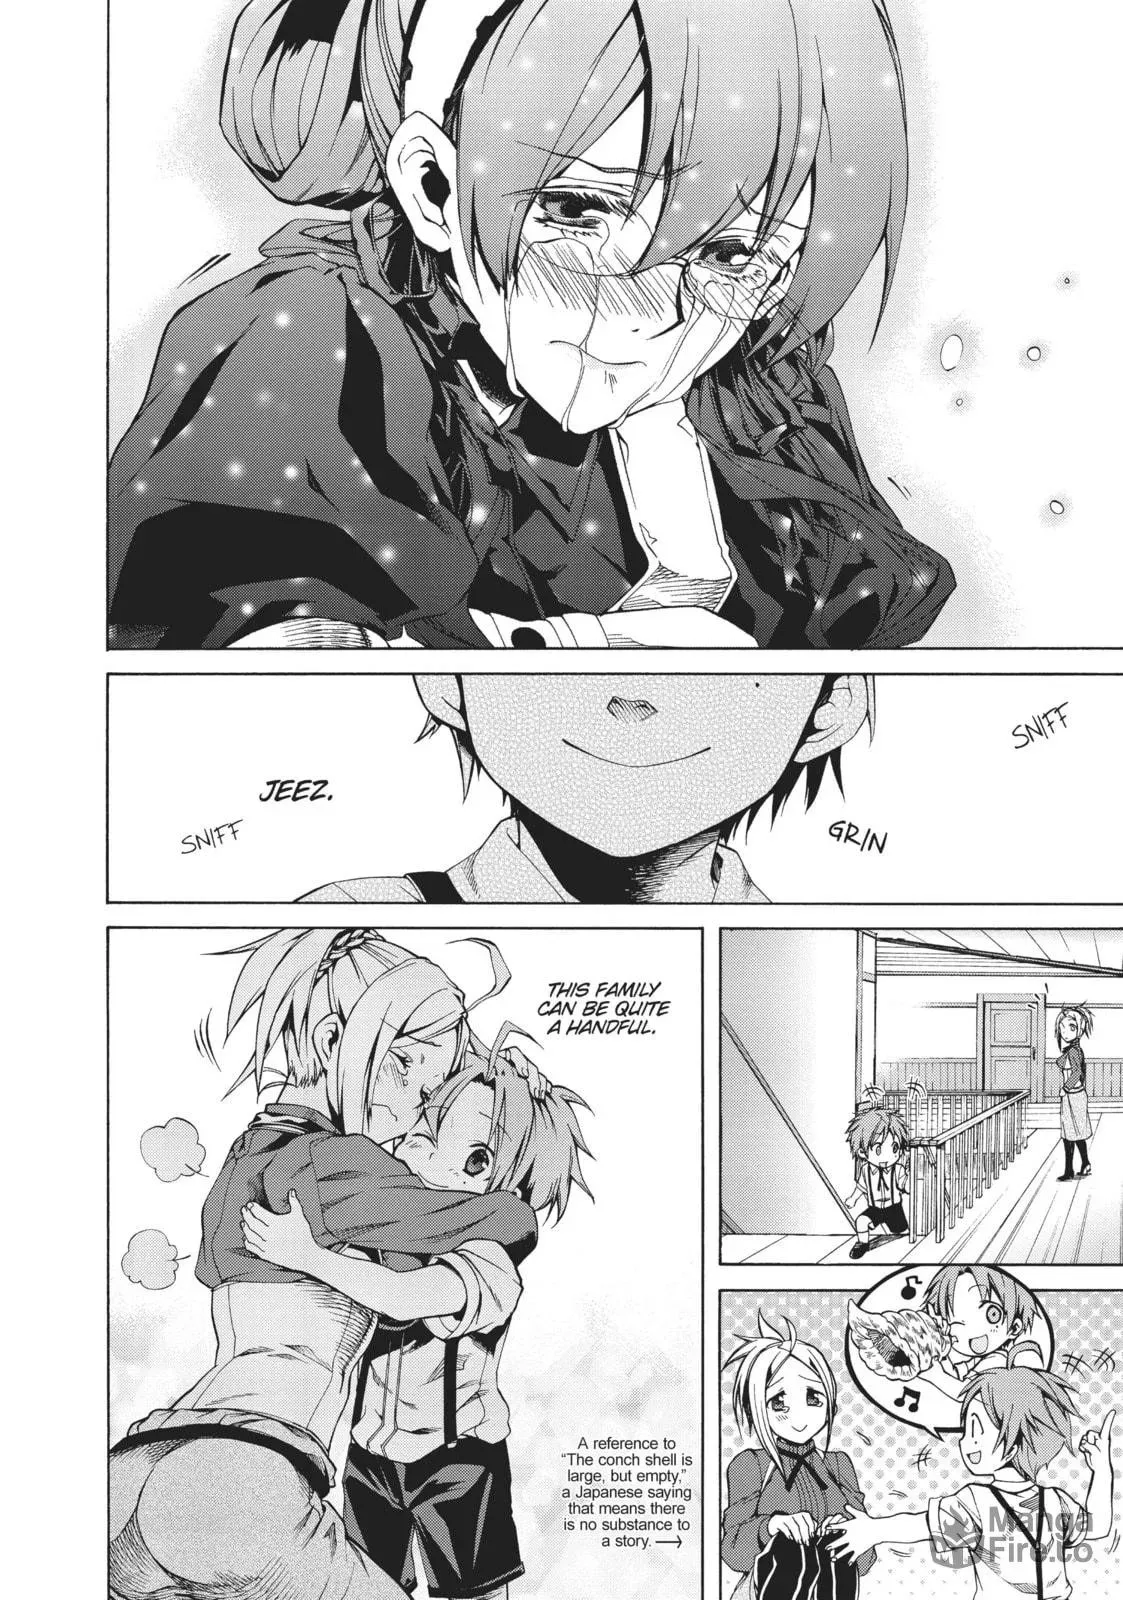 SNIFF
JEEZ.
SNIFF
GRIN
THIS FAMILY
CAN BE QUITE
A HANDFUL.
A reference to
"The conch shell is
large, but empty,"
a Japanese saying
that means there
is no substance to
a story.
Manga
Fire.to